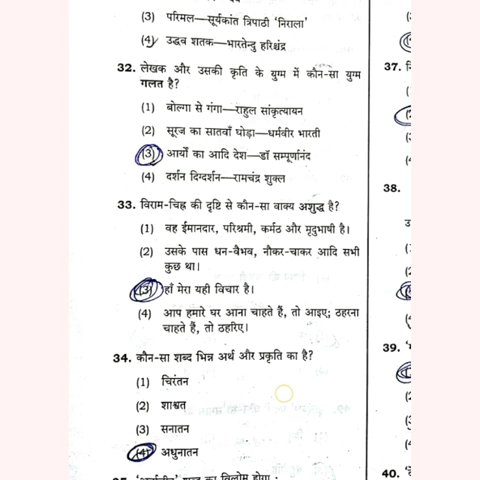 (3) परिमल—सूर्यकांत त्रिपाठी ‘निराला’
(4) उद्धव शतक—भारतेन्दु हरिश्चंद्र
32. लेखक और उसकी कृति के युग्म में कौन-सा युग्म
गलत है?
(1) बोल्गा से गंगा—राहुल सांकृत्यायन
(2) सूरज का सातवाँ घोड़ा—धर्मवीर भारती
(3) आर्यों का आदि देश—डॉ सम्पूर्णानंद
(4) दर्शन दिग्दर्शन—रामचंद्र शुक्ल
33. विराम-चिह्न की दृष्टि से कौन-सा वाक्य अशुद्ध है?
(1) वह ईमानदार, परिश्रमी, कर्मठ और मृदुभाषी है।
(2) उसके पास धन-वैभव, नौकर-चाकर आदि सभी
कुछ था।
(3) हाँ मेरा यही विचार है।
(4) आप हमारे घर आना चाहते हैं, तो आइए; ठहरना
चाहते हैं, तो ठहरिए।
34. कौन-सा शब्द भिन्न अर्थ और प्रकृति का है?
(1) चिरंतन
(2) शाश्वत
(3) सनातन
(4) अधुनातन
शब्द का विलोम होगा
37.
38.
39.
40.